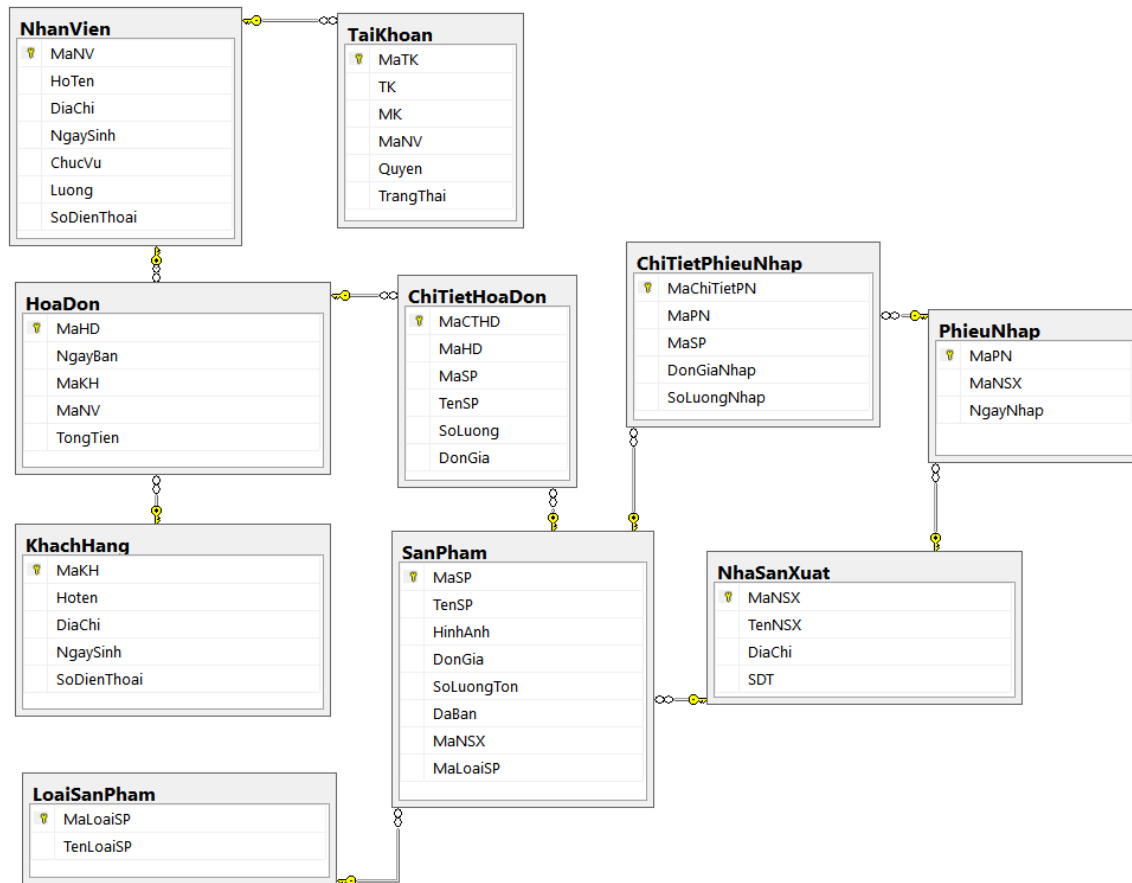 NhanVien
MaNV
HoTen
DiaChi
NgaySinh
ChucVu
Luong
SoDienThoai
TaiKhoan
MaTK
TK
MK
MaNV
Quyen
TrangThai
HoaDon
MaHD
NgayBan
MaKH
MaNV
TongTien
ChiTietHoaDon
MaCTHD
MaHD
MaSP
TenSP
SoLuong
DonGia
ChiTietPhieuNhap
MaChiTietPN
MaPN
MaSP
DonGiaNhap
SoLuongNhap
PhieuNhap
MaPN
MaNSX
NgayNhap
KhachHang
MaKH
Hoten
DiaChi
NgaySinh
SoDienThoai
SanPham
MaSP
TenSP
HinhAnh
DonGia
SoLuongTon
DaBan
MaNSX
MaLoaiSP
NhaSanXuat
MaNSX
TenNSX
DiaChi
SDT
LoaiSanPham
MaLoaiSP
TenLoaiSP